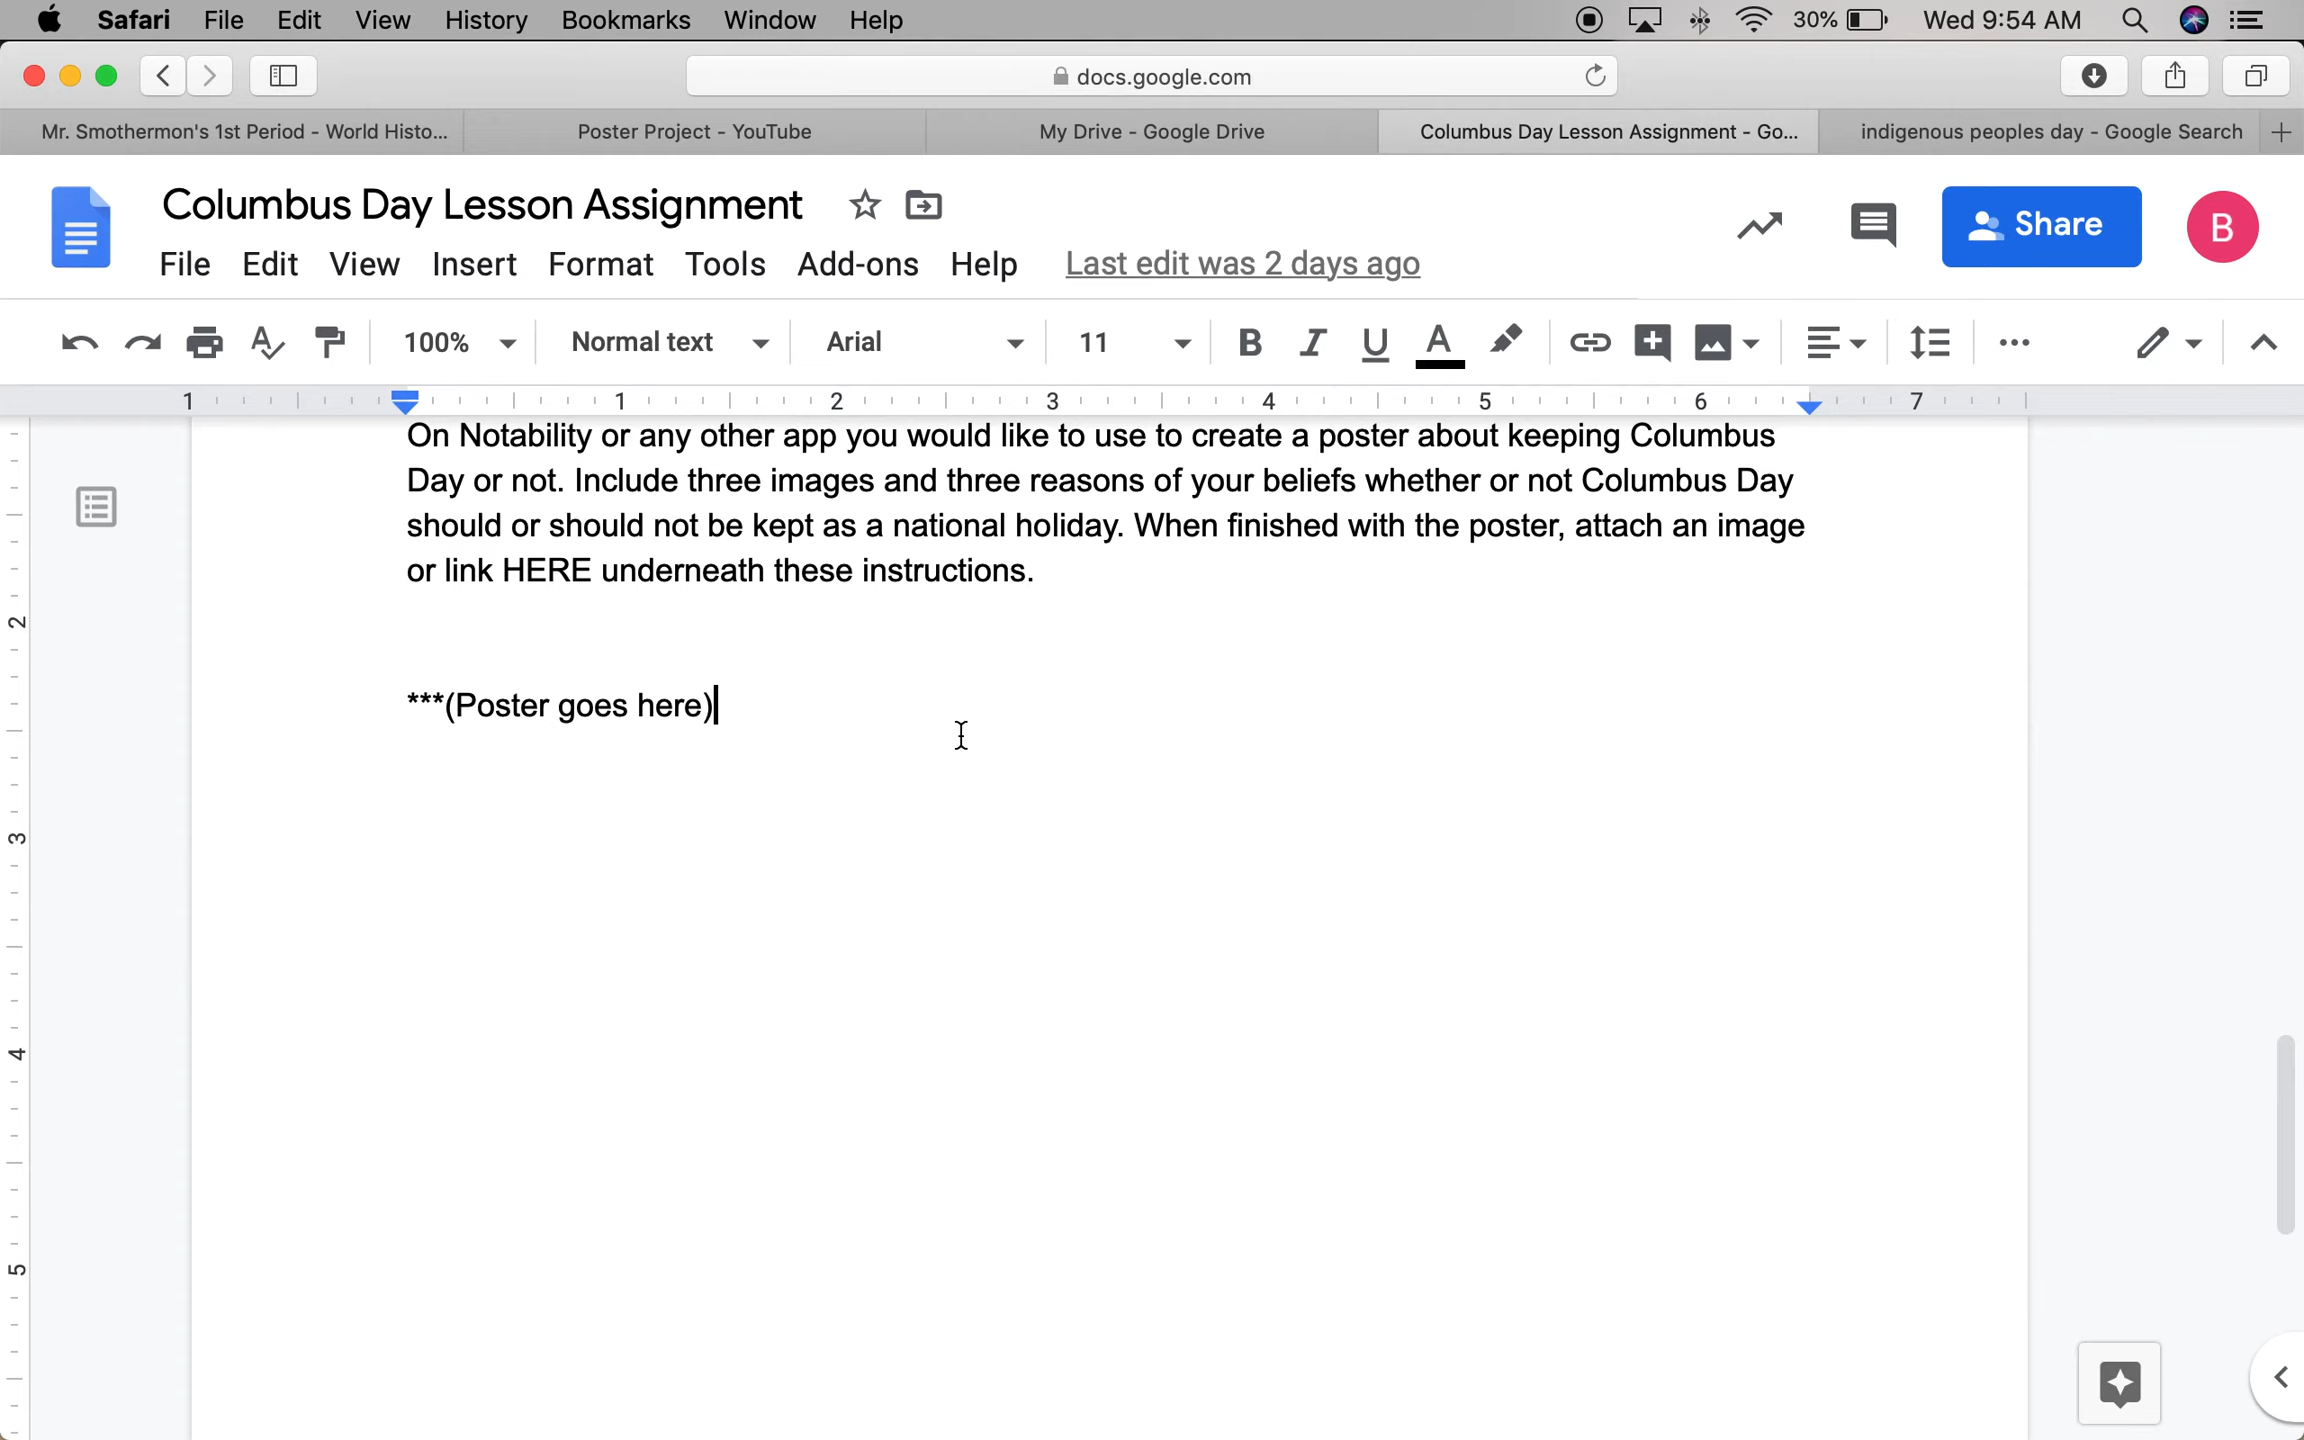 Safari File Edit View History Bookmarks Window Help 30% Wed 9:54 AM
docs.google.com
Mr. Smothermon's 1st Period - World Histo... Poster Project - YouTube My Drive - Google Drive Columbus Day Lesson Assignment - Go... indigenous peoples day - Google Search
Columbus Day Lesson Assignment
Share
B
File Edit View Insert Format Tools Add-ons Help Last edit was 2 days ago
100% Normal text Arial 11 B I U A
1 1 2 3 4 5 6 7
On Notability or any other app you would like to use to create a poster about keeping Columbus
Day or not. Include three images and three reasons of your beliefs whether or not Columbus Day
should or should not be kept as a national holiday. When finished with the poster, attach an image
or link HERE underneath these instructions.
2
***(Poster goes here)
3
4
5